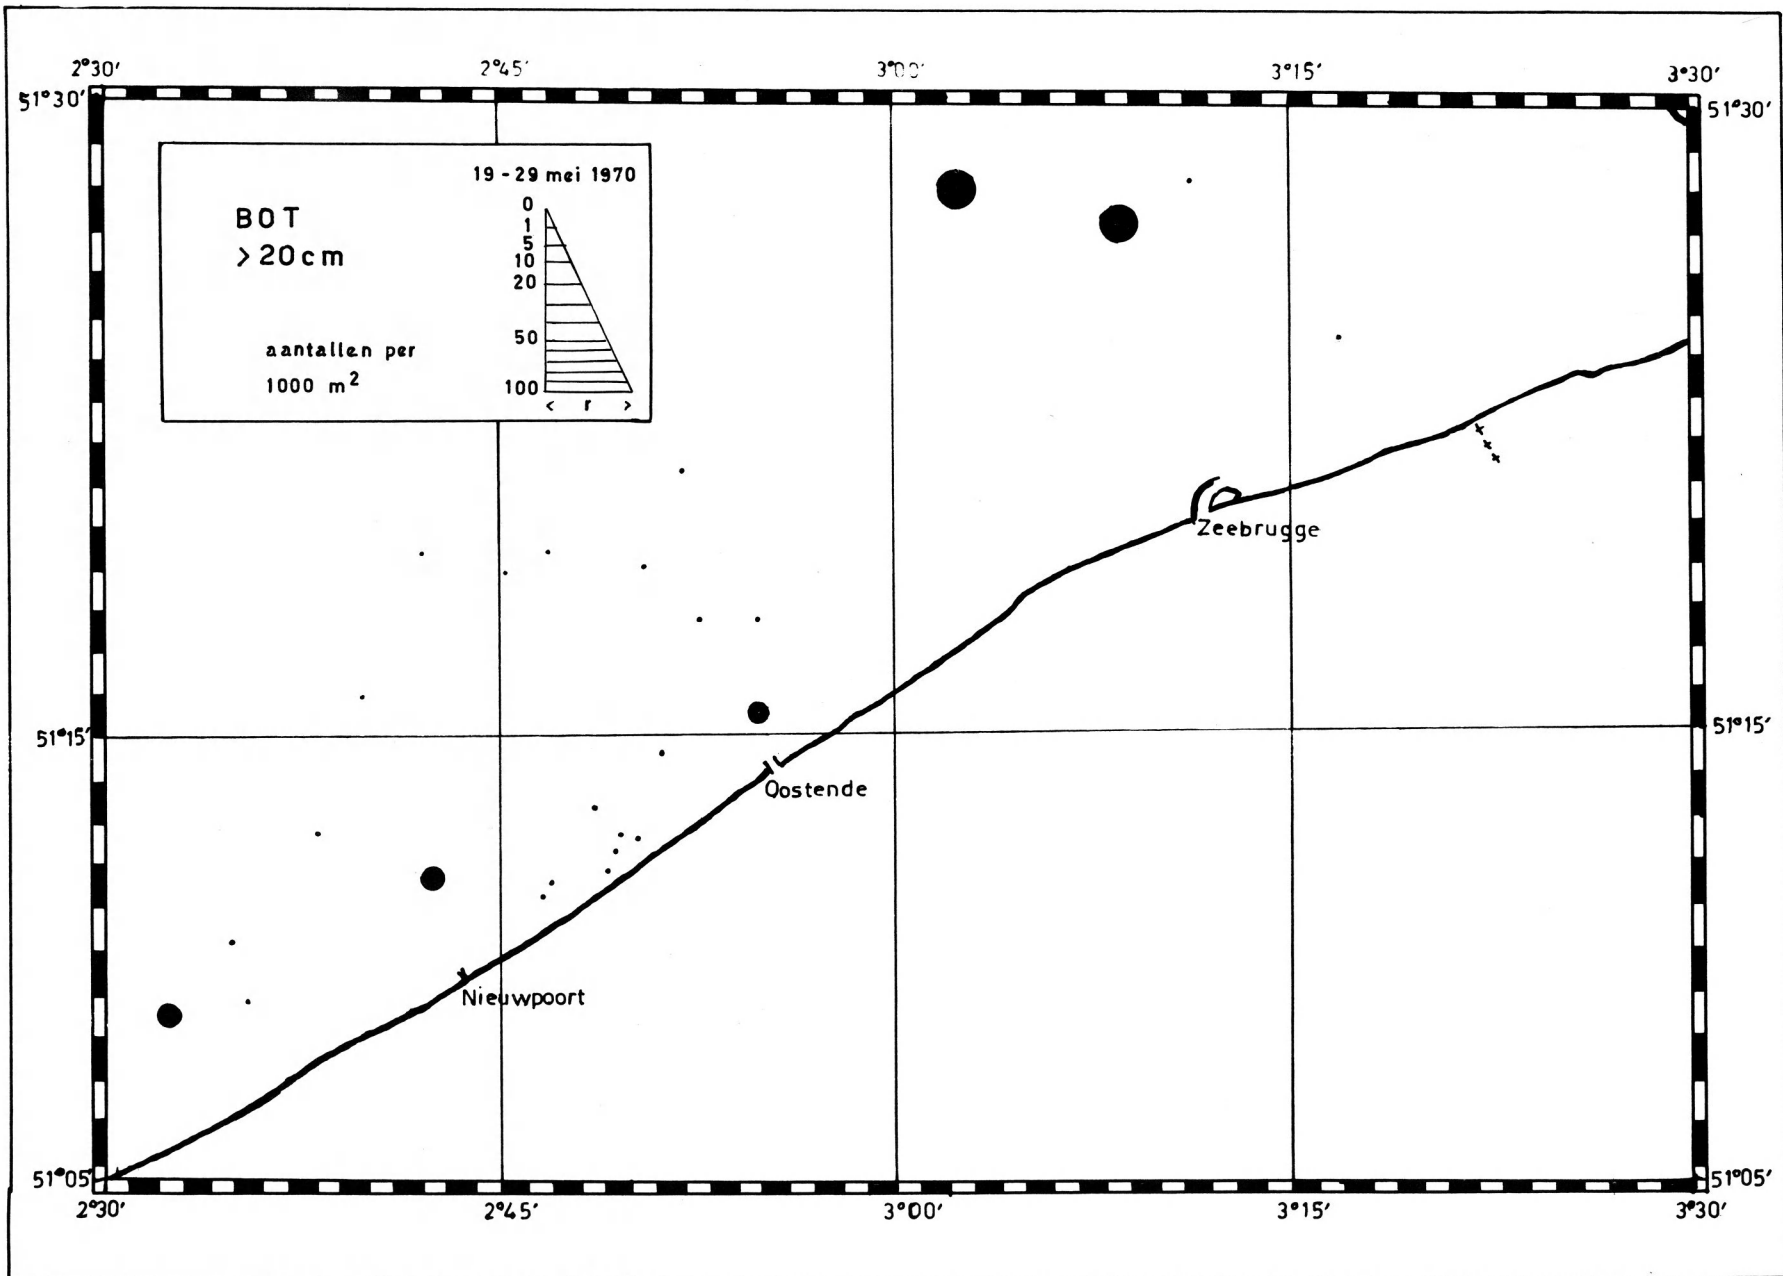 2°30′ 2°45′ 3°00′ 3°15′ 3°30′
51°30′ 51°30′
19-29 mei 1970
BOT
>20cm
0
1
5
10
20
50
100
aantallen per
1000 m²
< r >
Zeebrugge
51°15′ 51°15′
Oostende
Nieuwpoort
51°05′ 51°05′
2°30′ 2°45′ 3°00′ 3°15′ 3°30′